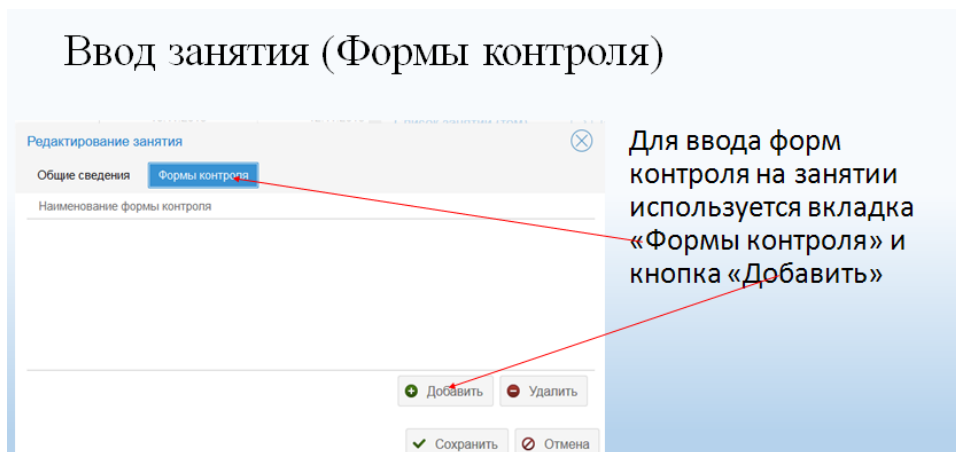 Ввод занятия (Формы контроля)
Редактирование занятия
Общие сведения Формы контроля
Наименование формы контроля
Добавить Удалить
Сохранить Отмена
Для ввода форм
контроля на занятии
используется вкладка
«Формы контроля» и
кнопка «Добавить»